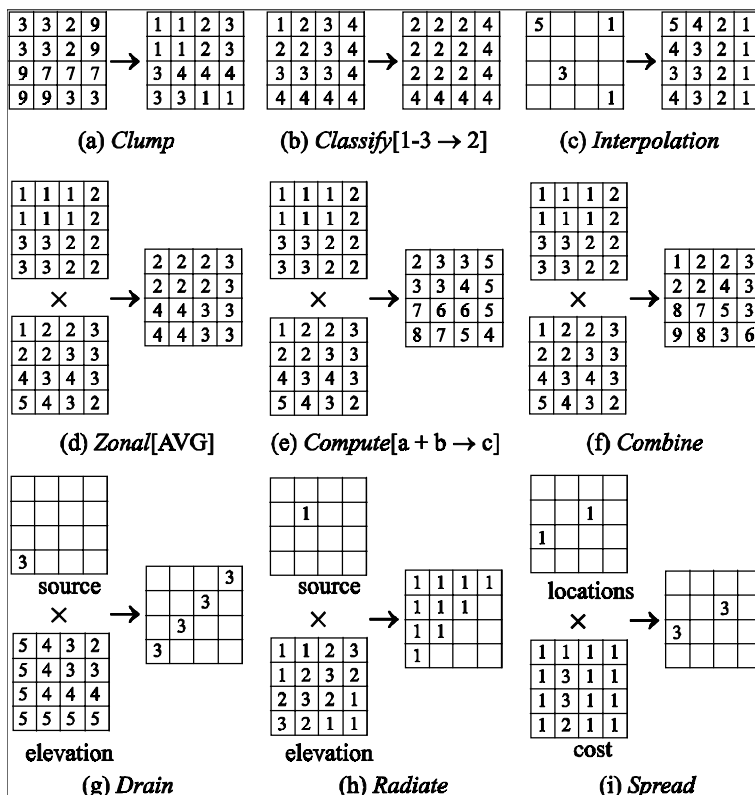 3 3 2 9
3 3 2 9
9 7 7 7
9 9 3 3
→
1 1 2 3
1 1 2 3
3 4 4 4
3 3 1 1
(a) Clump
1 2 3 4
2 2 3 4
3 3 3 4
4 4 4 4
→
2 2 2 4
2 2 2 4
2 2 2 4
4 4 4 4
(b) Classify[1-3 → 2]
5 1
3
1
→
5 4 2 1
4 3 2 1
3 3 2 1
4 3 2 1
(c) Interpolation
1 1 1 2
1 1 1 2
3 3 2 2
3 3 2 2
×
1 2 2 3
2 2 3 3
4 3 4 3
5 4 3 2
→
2 2 2 3
2 2 2 3
4 4 3 3
4 4 3 3
(d) Zonal[AVG]
1 1 1 2
1 1 1 2
3 3 2 2
3 3 2 2
×
1 2 2 3
2 2 3 3
4 3 4 3
5 4 3 2
→
2 3 3 5
3 3 4 5
7 6 6 5
8 7 5 4
(e) Compute[a + b → c]
1 1 1 2
1 1 1 2
3 3 2 2
3 3 2 2
×
1 2 2 3
2 2 3 3
4 3 4 3
5 4 3 2
→
1 2 2 3
2 2 4 3
8 7 5 3
9 8 3 6
(f) Combine
3
source
×
5 4 3 2
5 4 3 3
5 4 4 4
5 5 5 5
elevation
→
3
3
3
3
(g) Drain
1
source
×
1 1 2 3
1 2 3 2
2 3 2 1
3 2 1 1
elevation
→
1 1 1 1
1 1 1
1 1
1
(h) Radiate
1
1
locations
×
1 1 1 1
1 3 1 1
1 3 1 1
1 2 1 1
cost
→
3
3
(i) Spread